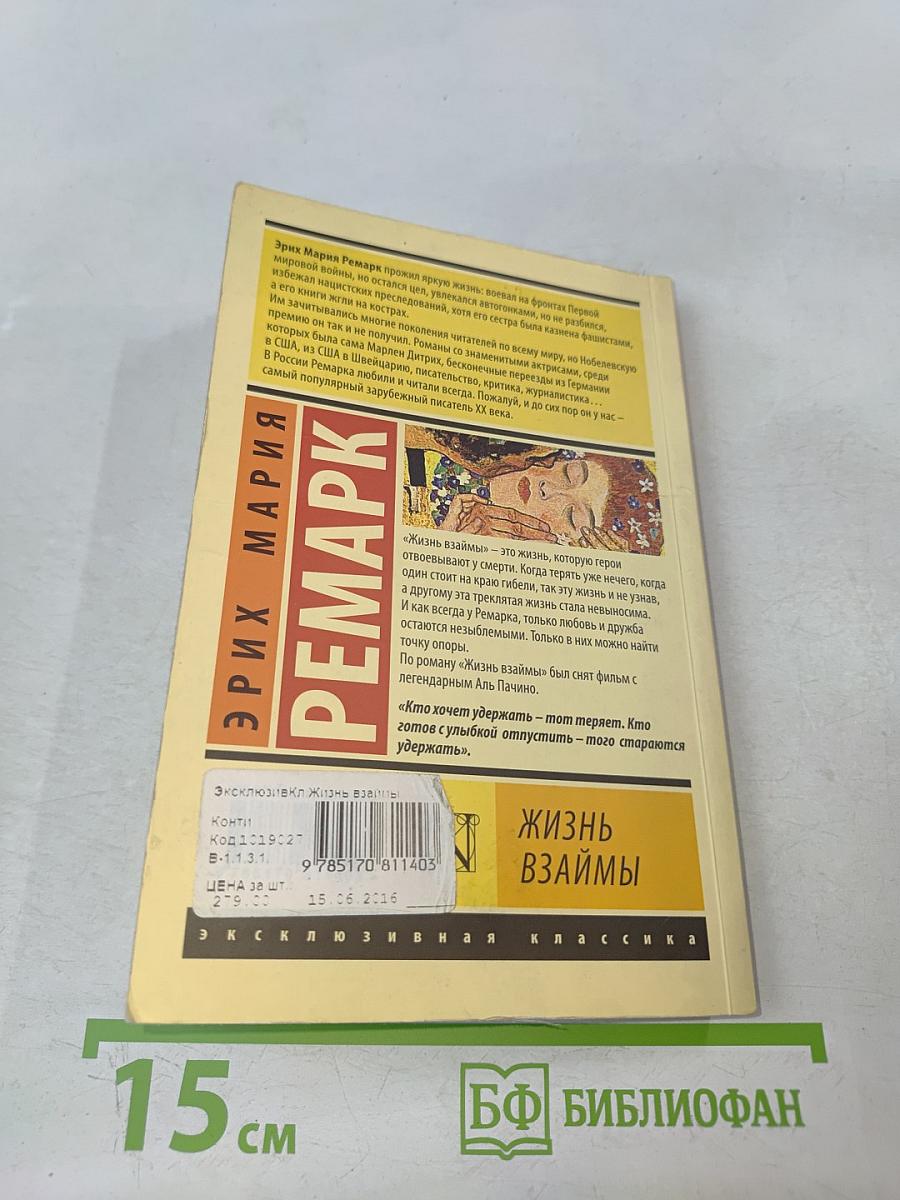 Эрих Мария Ремарк прожил яркую жизнь: воевал на фронтах Первой
мировой войны, но остался цел, увлекался автогонками, но не разбился,
избежал нацистских преследований, хотя его сестра была казнена фашистами,
а его книги жгли на кострах.
Им зачитывались многие поколения читателей по всему миру, но Нобелевскую
премию он так и не получил. Романы со знаменитыми актрисами, среди
которых была сама Марлен Дитрих, бесконечные переезды из Германии
в США, из США в Швейцарию, писательство, критика, журналистика...
В России Ремарка любили и читали всегда. Пожалуй, и до сих пор он у нас –
самый популярный зарубежный писатель XX века.
ЭРИХ МАРИЯ
РЕМАРК
«Жизнь взаймы» – это жизнь, которую герои
отвоевывают у смерти. Когда терять уже нечего, когда
один стоит на краю гибели, так эту жизнь и не узнав,
а другому эта треклятая жизнь стала невыносима.
И как всегда у Ремарка, только любовь и дружба
остаются незыблемыми. Только в них можно найти
точку опоры.
По роману «Жизнь взаймы» был снят фильм с
легендарным Аль Пачино.
«Кто хочет удержать – тот теряет. Кто
готов с улыбкой отпустить – того стараются
удержать».
ЭксклюзивКл Жизнь взаймы
Конти
Код 1019027
В-1.1.3.1.
9 785170 811403
ЦЕНА за шт.
279.00 15.06.2016
ЖИЗНЬ
ВЗАЙМЫ
эксклюзивная классика
15 см
БФ БИБЛИОФАН